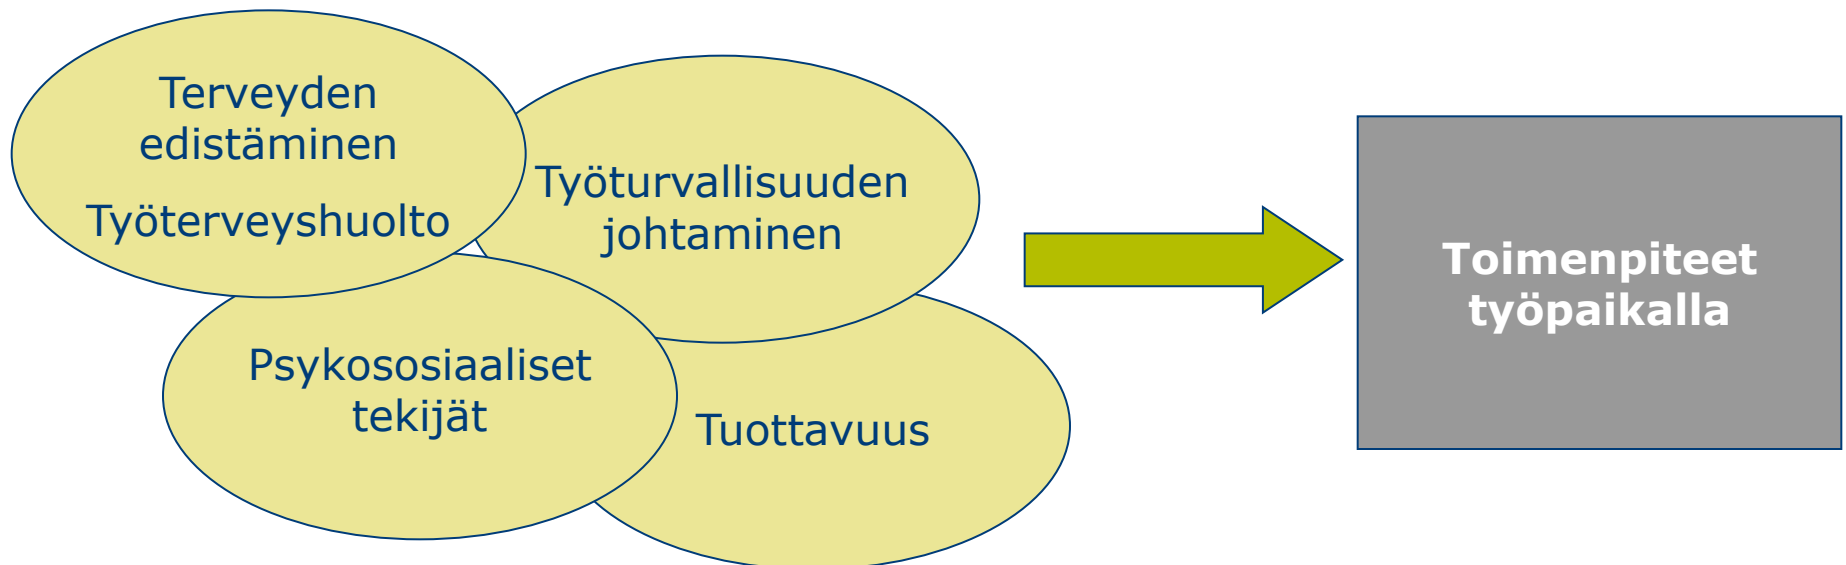 Terveyden
edistäminen
Työterveyshuolto
Työturvallisuuden
johtaminen
Psykososiaaliset
tekijät
Tuottavuus
Toimenpiteet
työpaikalla